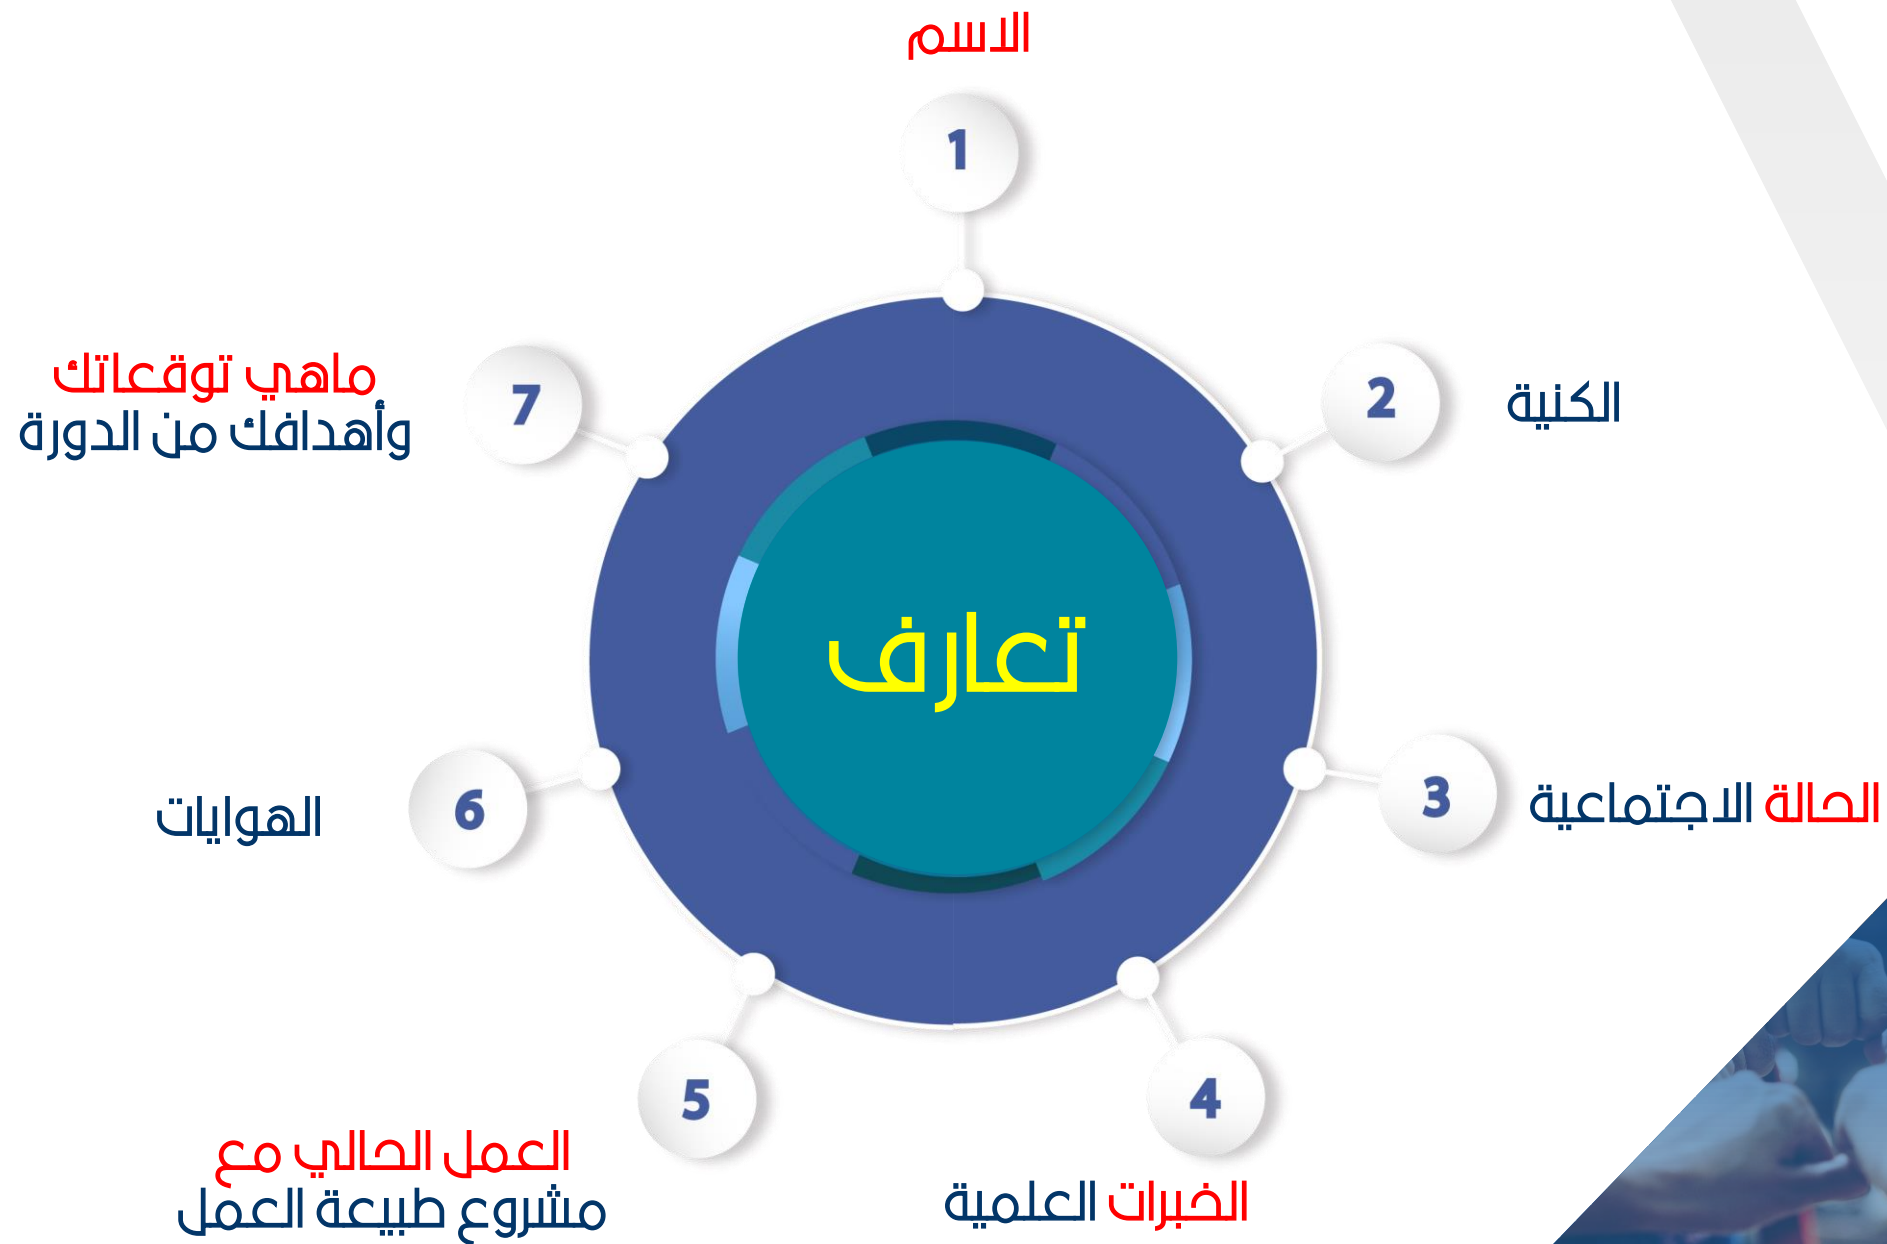 الاسم
1
2
الكنية
3
الحالة الاجتماعية
4
الخبرات العلمية
5
العمل الحالي مع
مشروع طبيعة العمل
6
الهوايات
7
ماهي توقعاتك
وأهدافك من الدورة
تعارف